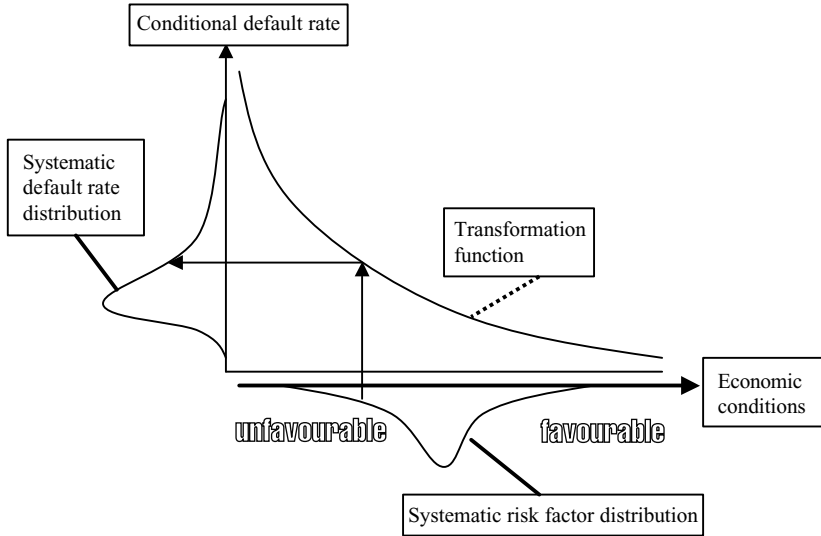 Conditional default rate
Systematic
default rate
distribution
Transformation
function
Economic
conditions
unfavourable
favourable
Systematic risk factor distribution